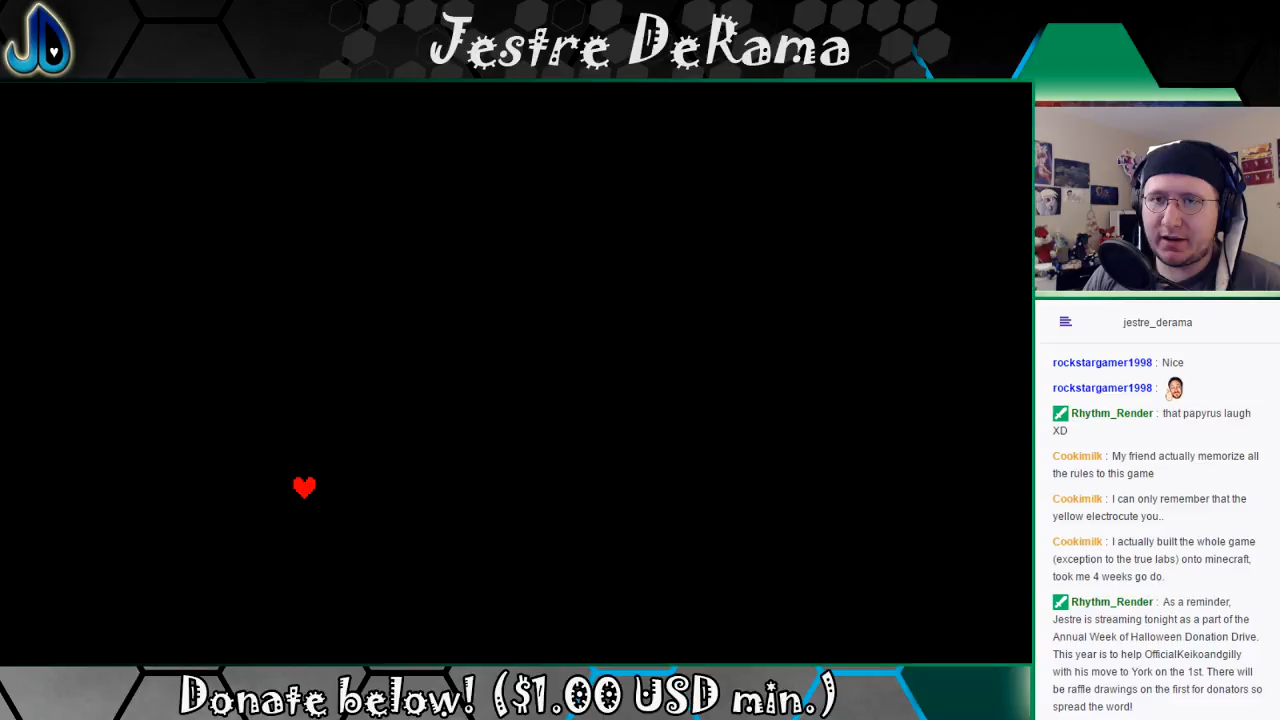 JD
Jestre DeRama
jestre_derama
rockstargamer1998 : Nice
rockstargamer1998 :
Rhythm_Render : that papyrus laugh
XD
Cookimilk : My friend actually memorize all
the rules to this game
Cookimilk : I can only remember that the
yellow electrocute you..
Cookimilk : I actually built the whole game
(exception to the true labs) onto minecraft,
took me 4 weeks go do.
Rhythm_Render : As a reminder,
Jestre is streaming tonight as a part of the
Annual Week of Halloween Donation Drive.
This year is to help OfficialKeikoandgilly
with his move to York on the 1st. There will
be raffle drawings on the first for donators so
spread the word!
Donate below! ($1.00 USD min.)